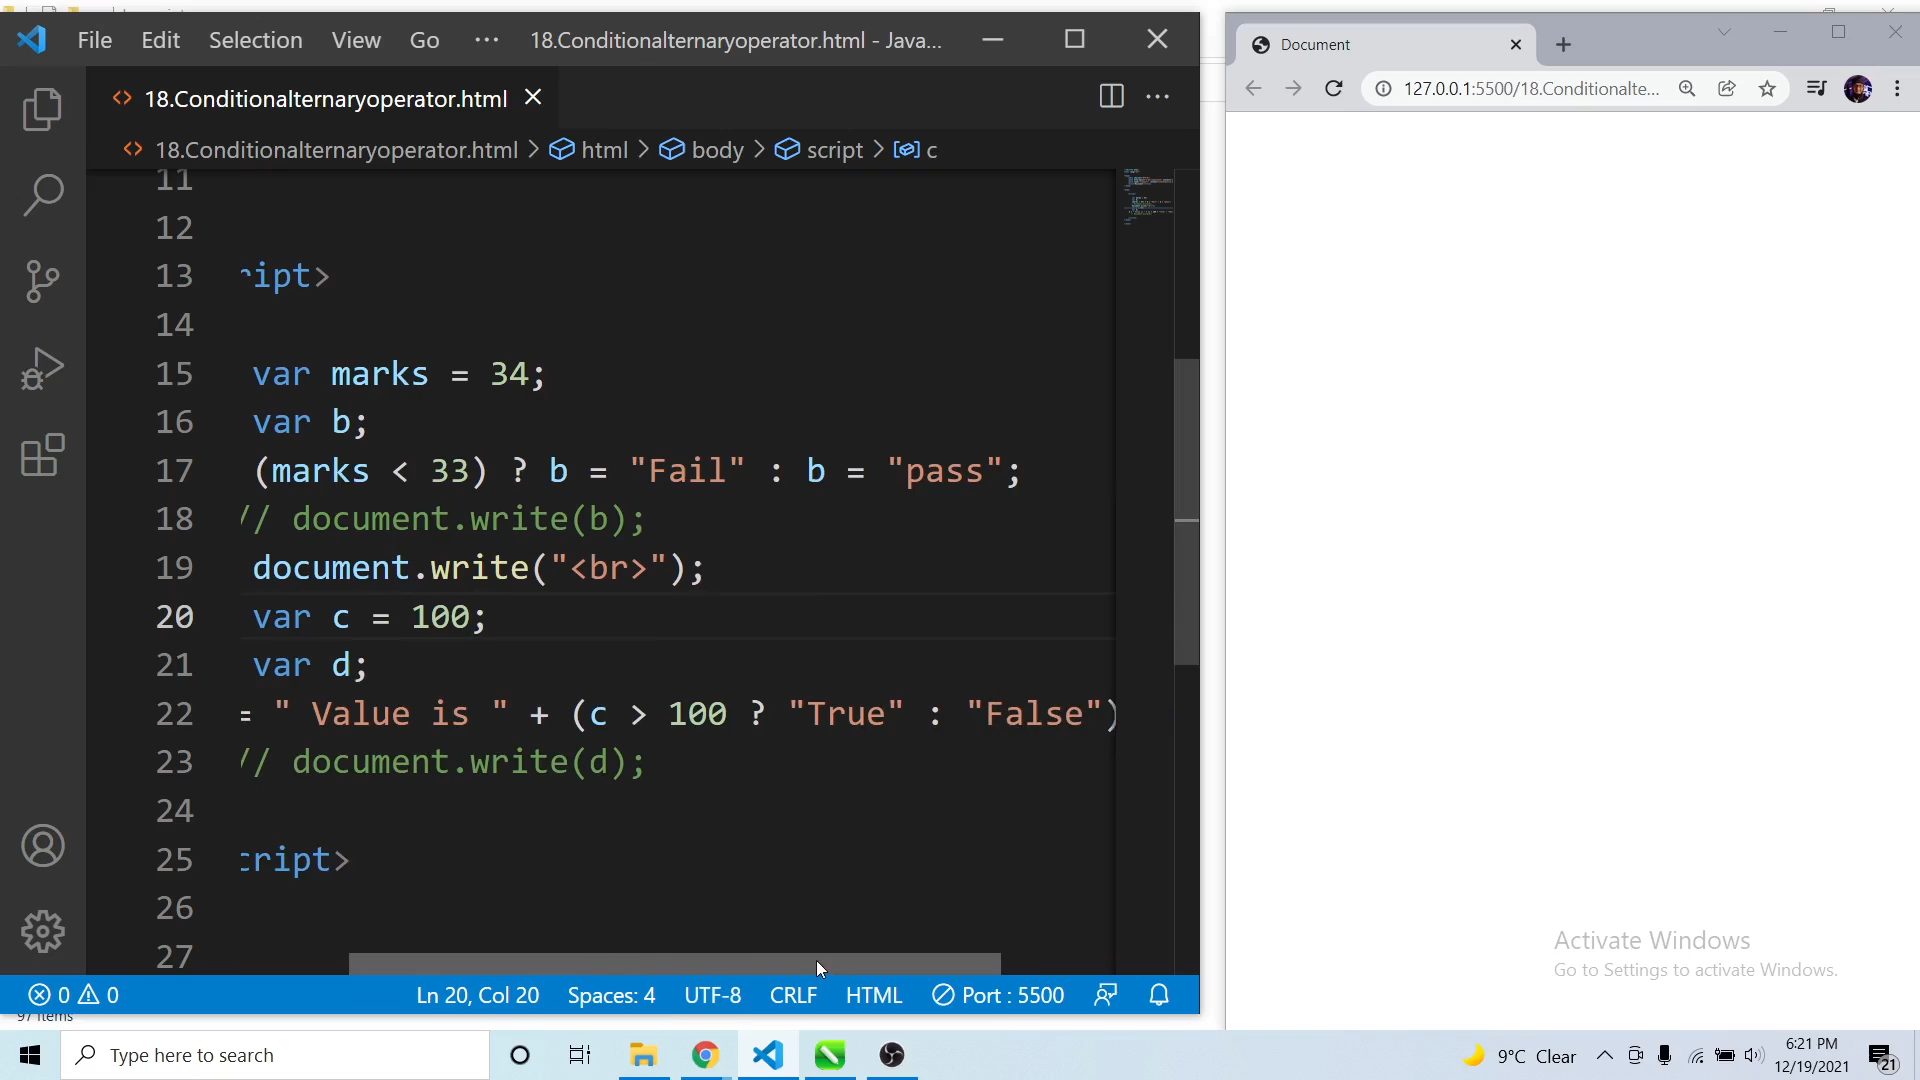 File Edit Selection View Go ··· 18.Conditionalternaryoperator.html - Java...
18.Conditionalternaryoperator.html
18.Conditionalternaryoperator.html > html > body > script > c
11
12
13 ript>
14
15 var marks = 34;
16 var b;
17 (marks < 33) ? b = "Fail" : b = "pass";
18 // document.write(b);
19 document.write("<br>");
20 var c = 100;
21 var d;
22 = " Value is " + (c > 100 ? "True" : "False")
23 // document.write(d);
24
25 cript>
26
27
0 0 Ln 20, Col 20 Spaces: 4 UTF-8 CRLF HTML Port : 5500
97 items
Document
127.0.0.1:5500/18.Conditionalte...
Activate Windows
Go to Settings to activate Windows.
Type here to search
9°C Clear
6:21 PM
12/19/2021
21